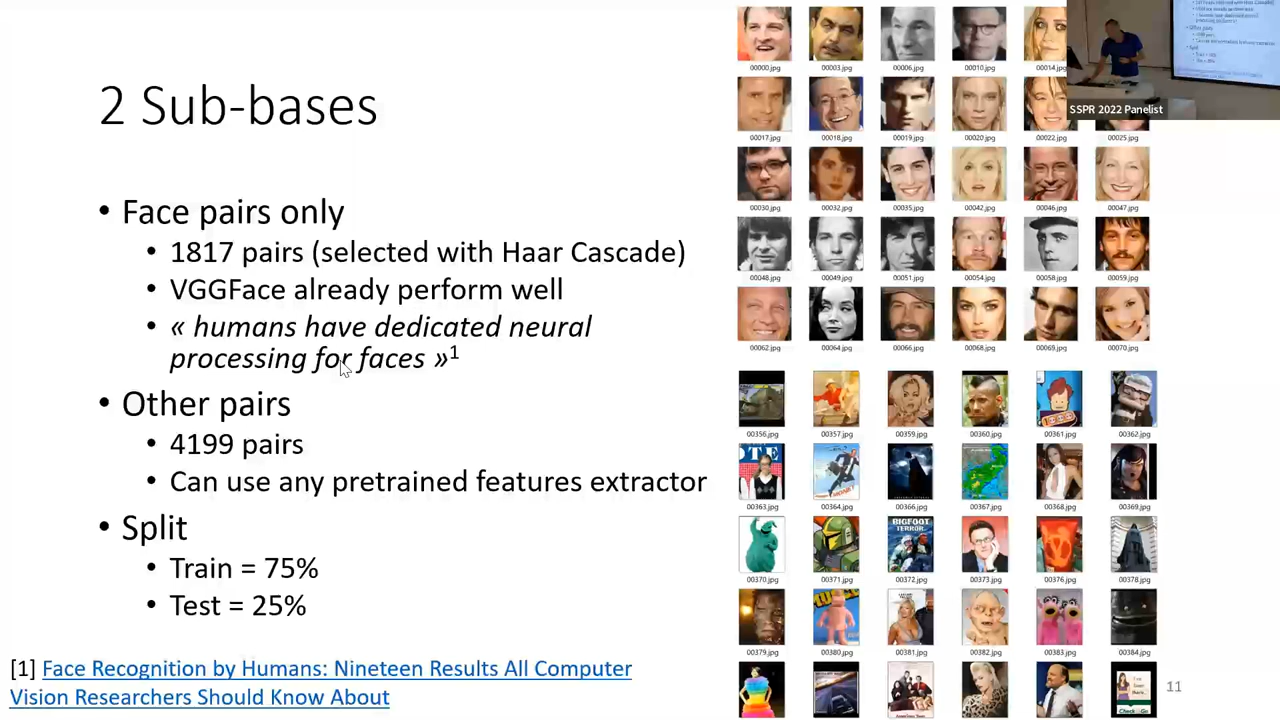 2 Sub-bases
• Face pairs only
• 1817 pairs (selected with Haar Cascade)
• VGGFace already perform well
• « humans have dedicated neural
processing for faces »1
• Other pairs
• 4199 pairs
• Can use any pretrained features extractor
• Split
• Train = 75%
• Test = 25%
[1] Face Recognition by Humans: Nineteen Results All Computer
Vision Researchers Should Know About
00000.jpg 00003.jpg 00006.jpg 00010.jpg 00014.jpg
SSPR 2022 Panelist
00017.jpg 00018.jpg 00019.jpg 00020.jpg 00022.jpg 00025.jpg
00030.jpg 00032.jpg 00035.jpg 00042.jpg 00046.jpg 00047.jpg
00048.jpg 00049.jpg 00051.jpg 00054.jpg 00058.jpg 00059.jpg
00062.jpg 00064.jpg 00066.jpg 00068.jpg 00069.jpg 00070.jpg
00356.jpg 00357.jpg 00359.jpg 00360.jpg 00361.jpg 00362.jpg
OTE
00363.jpg 00364.jpg 00366.jpg 00367.jpg 00368.jpg 00369.jpg
BIGFOOT
TERROR
00370.jpg 00371.jpg 00372.jpg 00373.jpg 00376.jpg 00378.jpg
00379.jpg 00380.jpg 00381.jpg 00382.jpg 00383.jpg 00384.jpg
11